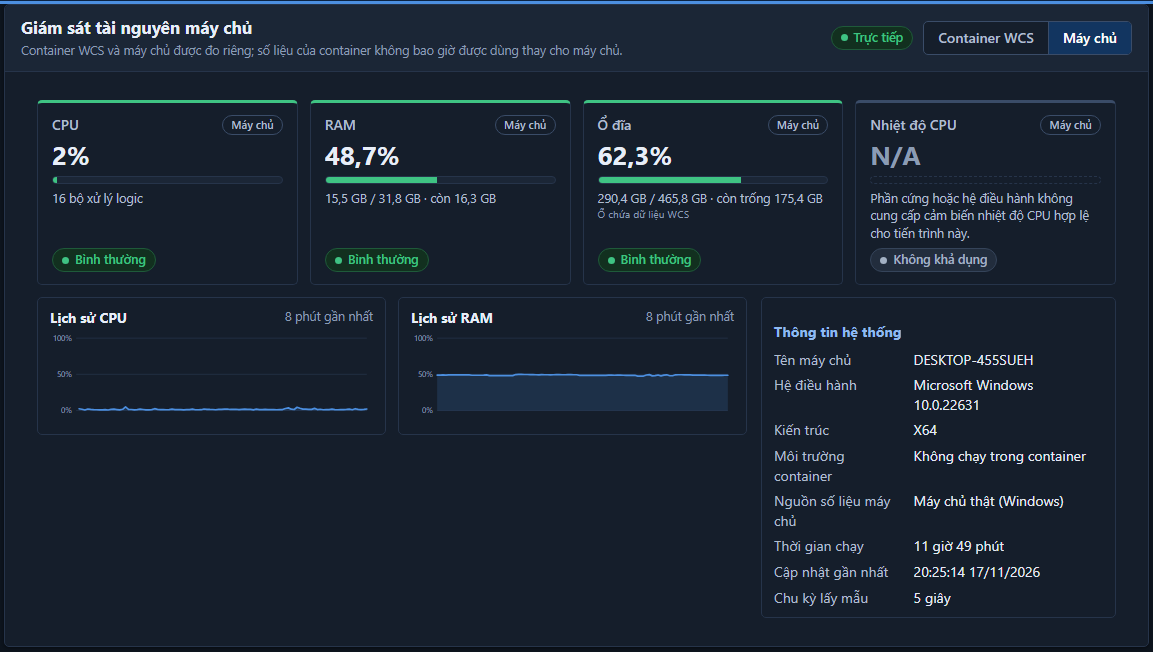 Giám sát tài nguyên máy chủ
Container WCS và máy chủ được đo riêng; số liệu của container không bao giờ được dùng thay cho máy chủ.
Trực tiếp
Container WCS
Máy chủ
CPU
Máy chủ
2%
16 bộ xử lý logic
Bình thường
RAM
Máy chủ
48,7%
15,5 GB / 31,8 GB · còn 16,3 GB
Bình thường
Ổ đĩa
Máy chủ
62,3%
290,4 GB / 465,8 GB · còn trống 175,4 GB
Ổ chứa dữ liệu WCS
Bình thường
Nhiệt độ CPU
Máy chủ
N/A
Phần cứng hoặc hệ điều hành không
cung cấp cảm biến nhiệt độ CPU hợp lệ
cho tiến trình này.
Không khả dụng
Lịch sử CPU
8 phút gần nhất
100%
50%
0%
Lịch sử RAM
8 phút gần nhất
100%
50%
0%
Thông tin hệ thống
Tên máy chủ
DESKTOP-455SUEH
Hệ điều hành
Microsoft Windows
10.0.22631
Kiến trúc
X64
Môi trường
container
Không chạy trong container
Nguồn số liệu máy
chủ
Máy chủ thật (Windows)
Thời gian chạy
11 giờ 49 phút
Cập nhật gần nhất
20:25:14 17/11/2026
Chu kỳ lấy mẫu
5 giây